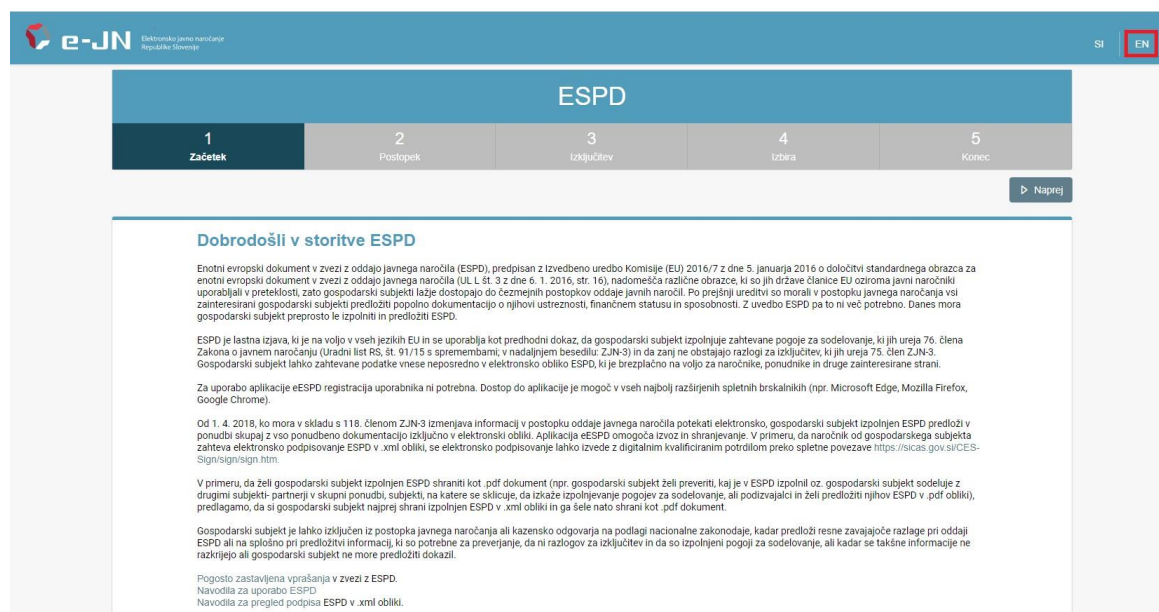 e-JN
Elektronsko javno naročanje
Republike Slovenije
SI
EN
ESPD
1
Začetek
2
Postopek
3
Izključitev
4
Izbira
5
Konec
Naprej
Dobrodošli v storitve ESPD
Enotni evropski dokument v zvezi z oddajo javnega naročila (ESPD), predpisan z Izvedbeno uredbo Komisije (EU) 2016/7 z dne 5. januarja 2016 o določitvi standardnega obrazca za
enotni evropski dokument v zvezi z oddajo javnega naročila (UL L št. 3 z dne 6. 1. 2016, str. 16), nadomešča različne obrazce, ki so jih države članice EU oziroma javni naročniki
uporabljali v preteklosti, zato gospodarski subjekti lažje dostopajo do čezmejnih postopkov oddaje javnih naročil. Po prejšnji ureditvi so morali v postopku javnega naročanja vsi
zainteresirani gospodarski subjekti predložiti popolno dokumentacijo o njihovi ustreznosti, finančnem statusu in sposobnosti. Z uvedbo ESPD pa to ni več potrebno. Danes mora
gospodarski subjekt preprosto le izpolniti in predložiti ESPD.
ESPD je lastna izjava, ki je na voljo v vseh jezikih EU in se uporablja kot predhodni dokaz, da gospodarski subjekt izpolnjuje zahtevane pogoje za sodelovanje, ki jih ureja 76. člena
Zakona o javnem naročanju (Uradni list RS, št. 91/15 s spremembami; v nadaljnjem besedilu: ZJN-3) in da zanj ne obstajajo razlogi za izključitev, ki jih ureja 75. člen ZJN-3.
Gospodarski subjekt lahko zahtevane podatke vnese neposredno v elektronsko obliko ESPD, ki je brezplačno na voljo za naročnike, ponudnike in druge zainteresirane strani.
Za uporabo aplikacije eESPD registracija uporabnika ni potrebna. Dostop do aplikacije je mogoč v vseh najbolj razširjenih spletnih brskalnikih (npr. Microsoft Edge, Mozilla Firefox,
Google Chrome).
Od 1. 4. 2018, ko mora v skladu s 118. členom ZJN-3 izmenjava informacij v postopku oddaje javnega naročila potekati elektronsko, gospodarski subjekt izpolnjen ESPD predloži v
ponudbi skupaj z vso ponudbeno dokumentacijo izključno v elektronski obliki. Aplikacija eESPD omogoča izvoz in shranjevanje. V primeru, da naročnik od gospodarskega subjekta
zahteva elektronsko podpisovanje ESPD v .xml obliki, se elektronsko podpisovanje lahko izvede z digitalnim kvalificiranim potrdilom preko spletne povezave https://sicas.gov.si/CES-
Sign/sign/sign.htm.
V primeru, da želi gospodarski subjekt izpolnjen ESPD shraniti kot .pdf dokument (npr. gospodarski subjekt želi preveriti, kaj je v ESPD izpolnil oz. gospodarski subjekt sodeluje z
drugimi subjekti- partnerji v skupni ponudbi, subjekti, na katere se sklicuje, da izkaže izpolnjevanje pogojev za sodelovanje, ali podizvajalci in želi predložiti njihov ESPD v .pdf obliki),
predlagamo, da si gospodarski subjekt najprej shrani izpolnjen ESPD v .xml obliki in ga šele nato shrani kot .pdf dokument.
Gospodarski subjekt je lahko izključen iz postopka javnega naročanja ali kazensko odgovarja na podlagi nacionalne zakonodaje, kadar predloži resne zavajajoče razlage pri oddaji
ESPD ali na splošno pri predložitvi informacij, ki so potrebne za preverjanje, da ni razlogov za izključitev in da so izpolnjeni pogoji za sodelovanje, ali kadar se takšne informacije ne
razkrijejo ali gospodarski subjekt ne more predložiti dokazil.
Pogosto zastavljena vprašanja v zvezi z ESPD.
Navodila za uporabo ESPD
Navodila za pregled podpisa ESPD v .xml obliki.